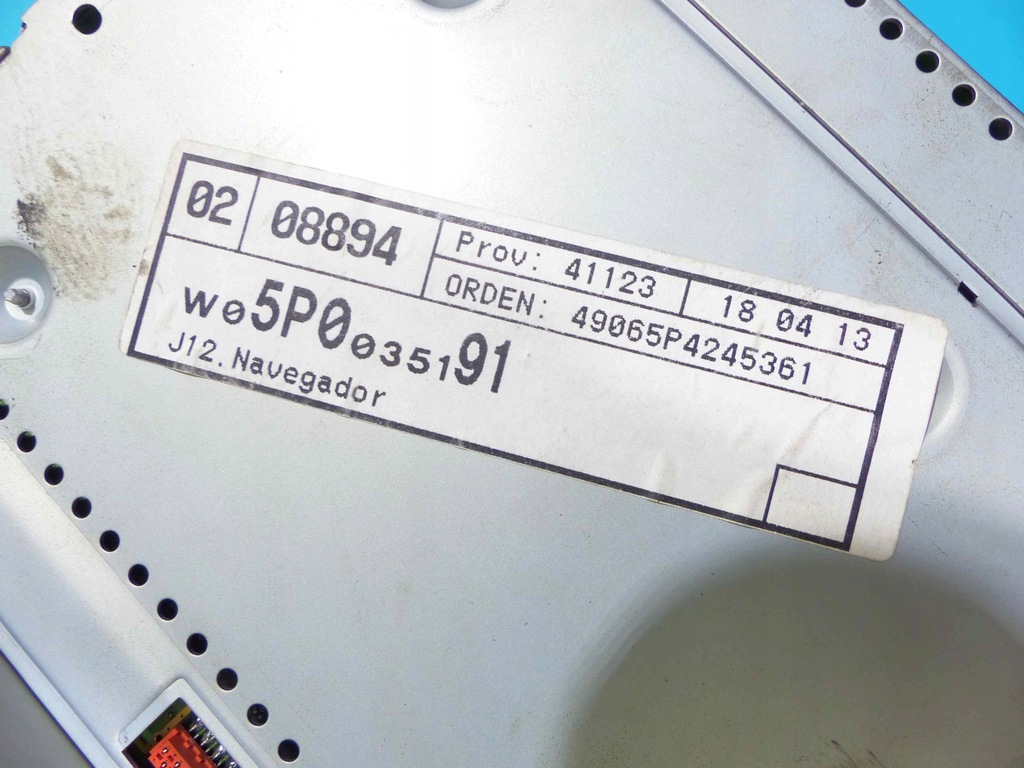 02 08894 Prov: 41123 18 04 13
ORDEN: 49065P4245361
W05P0035191
J12.Navegador